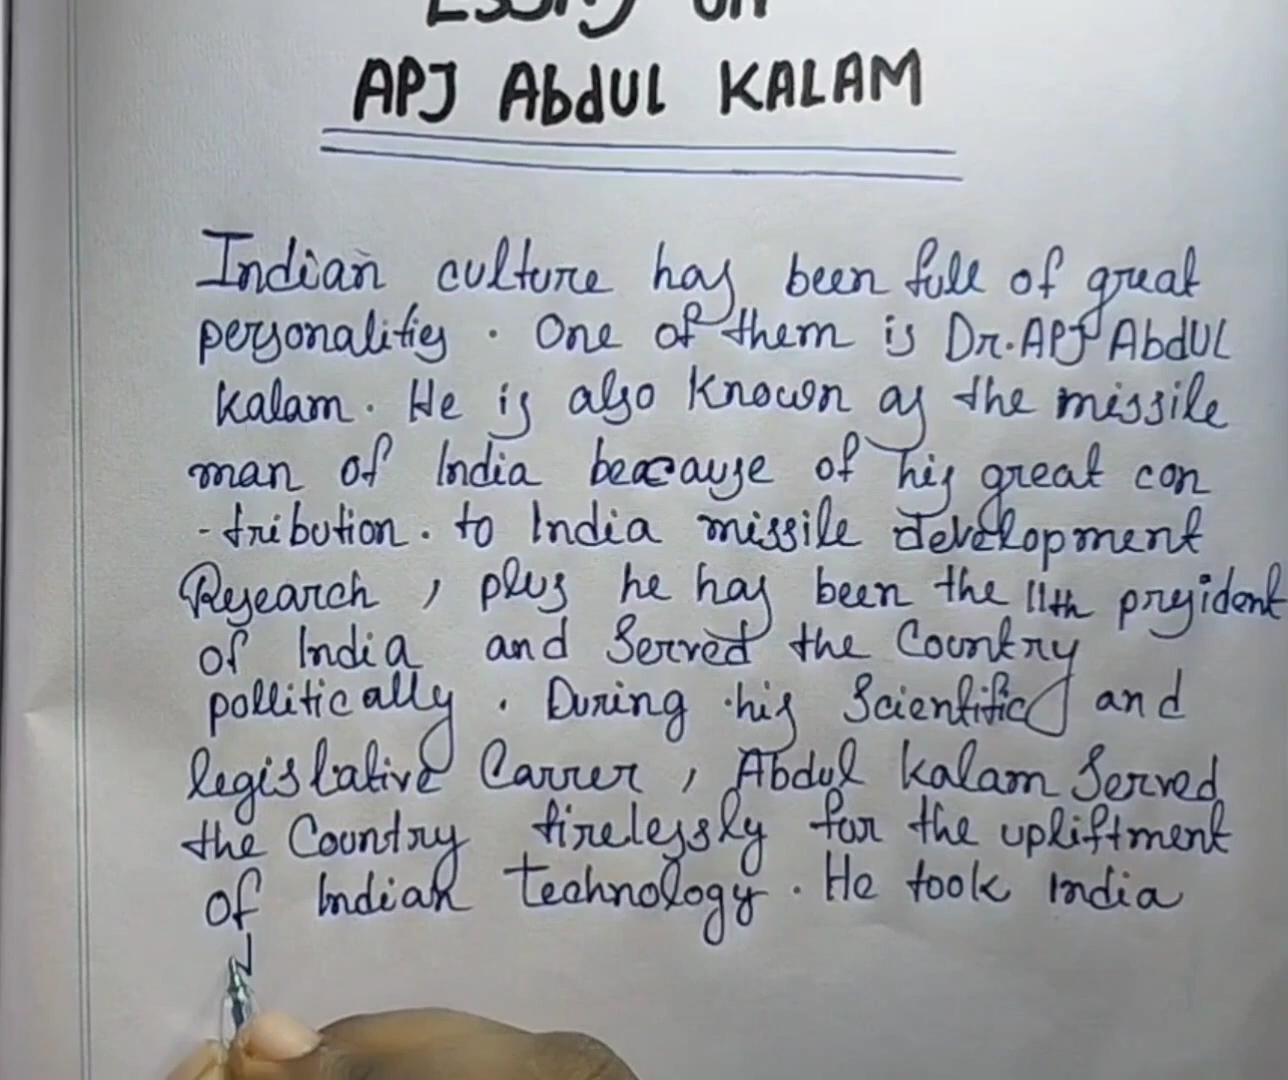 Essay on
APJ AbdUL KALAM
Indian culture has been full of great
personalities . One of them is Dr. APJ AbdUL
Kalam. He is also known as the missile
man of India beacause of his great con
-tribution. to India missile development
Research , plus he has been the 11th president
of India and Served the Country
pollitically . During his Scientific and
legislative Carrer , Abdul Kalam Served
the Country tirelessly for the upliftment
of Indian technology . He took India